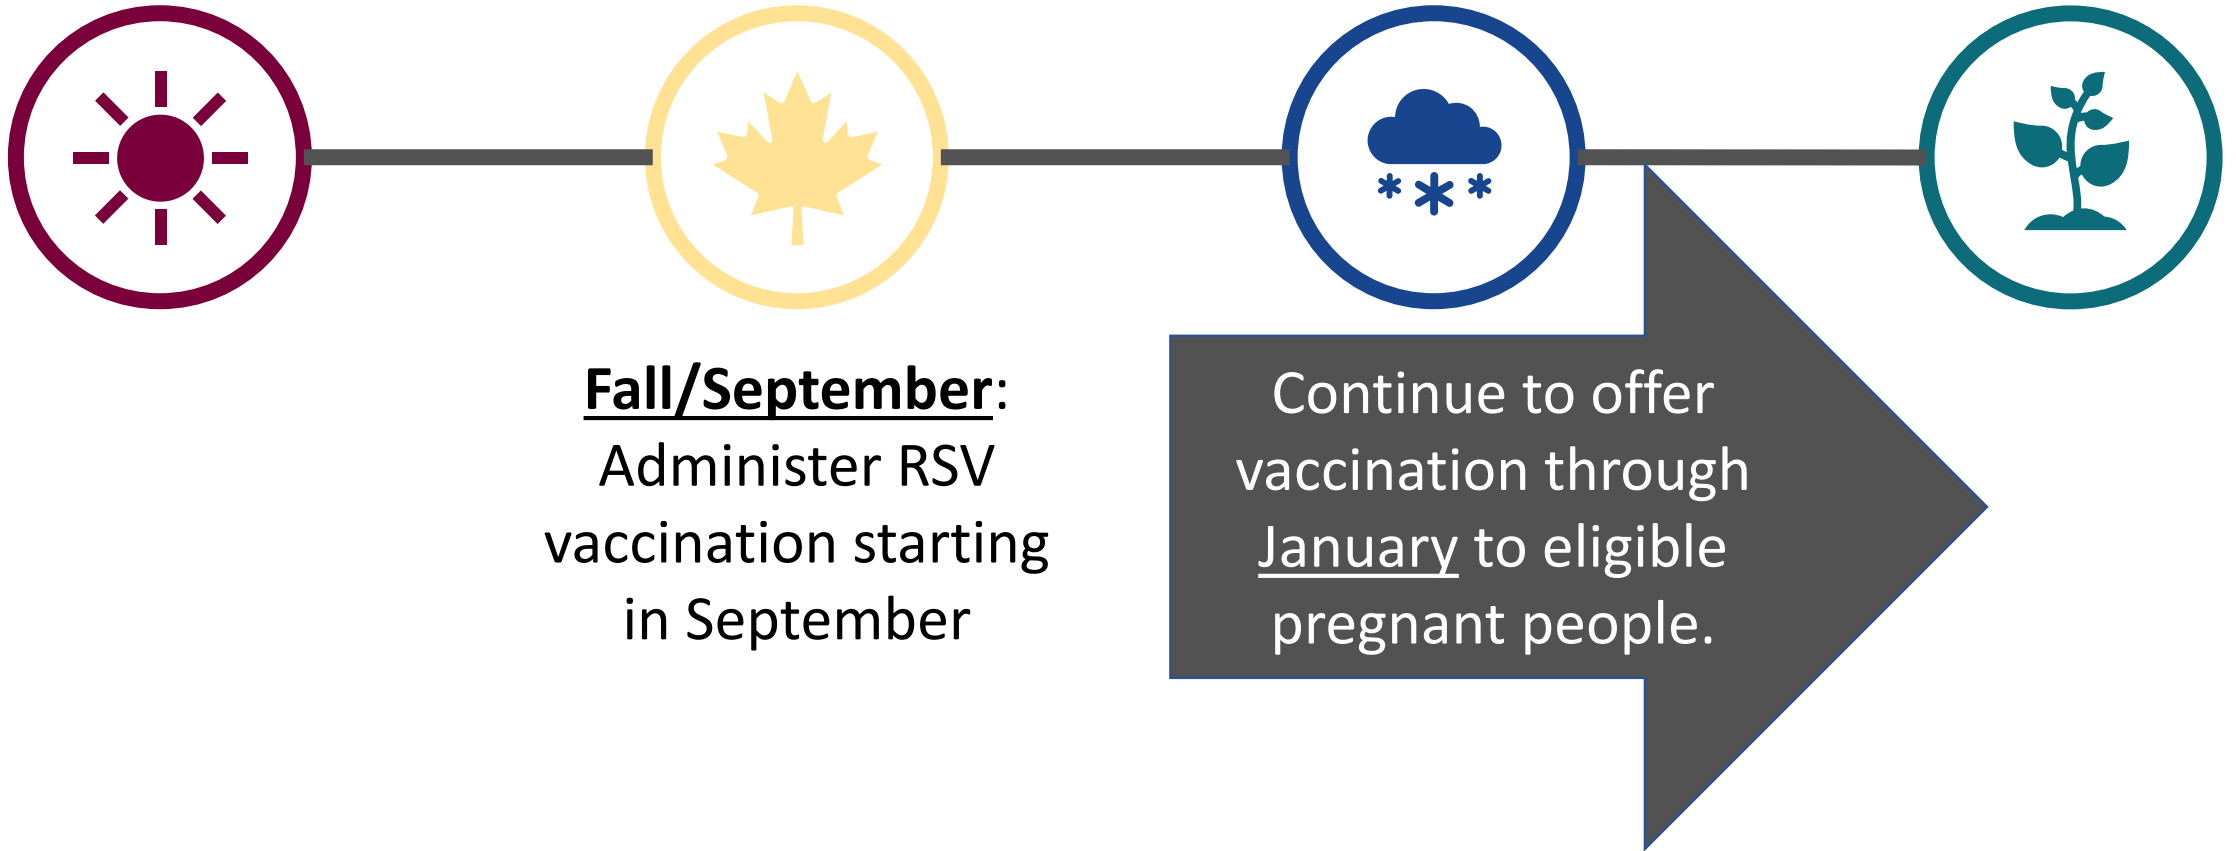 Fall/September:
Administer RSV
vaccination starting
in September
Continue to offer
vaccination through
January to eligible
pregnant people.